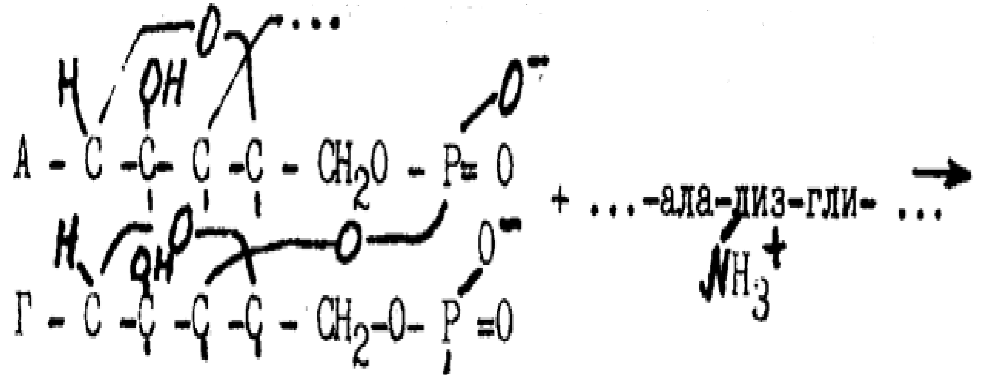 O ....
H OH O⁻
А - C - C - C - C - CH₂O - P = O
+ ... -ала-лиз-гли- ... →
H OH O O O⁻
NH₃⁺
Г - C - C - C - C - CH₂-O- P =O